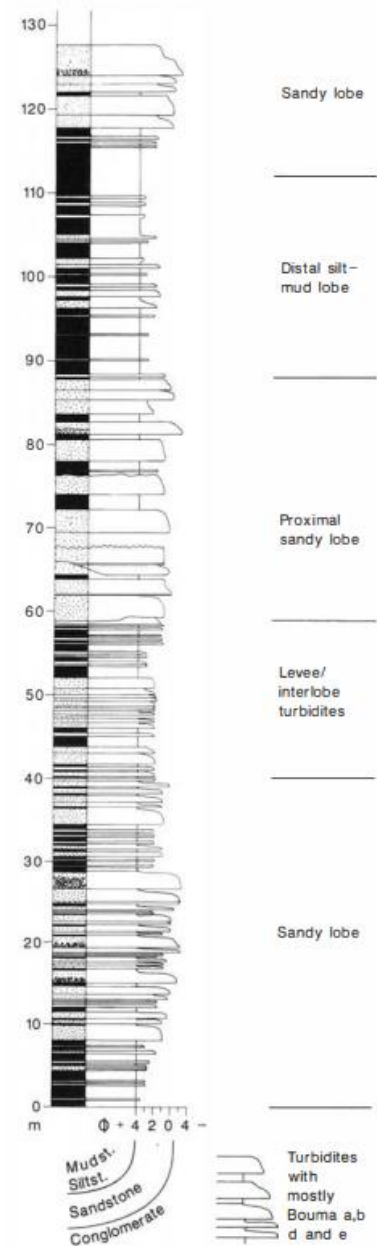 130
120
Sandy lobe
110
100
Distal silt–
mud lobe
90
80
70
Proximal
sandy lobe
60
50
Levee/
interlobe
turbidites
40
30
20
Sandy lobe
10
0
m Φ + 4 2 0 4 –
Mudst.
Siltst.
Sandstone
Conglomerate
Turbidites
with
mostly
Bouma a,b
d and e